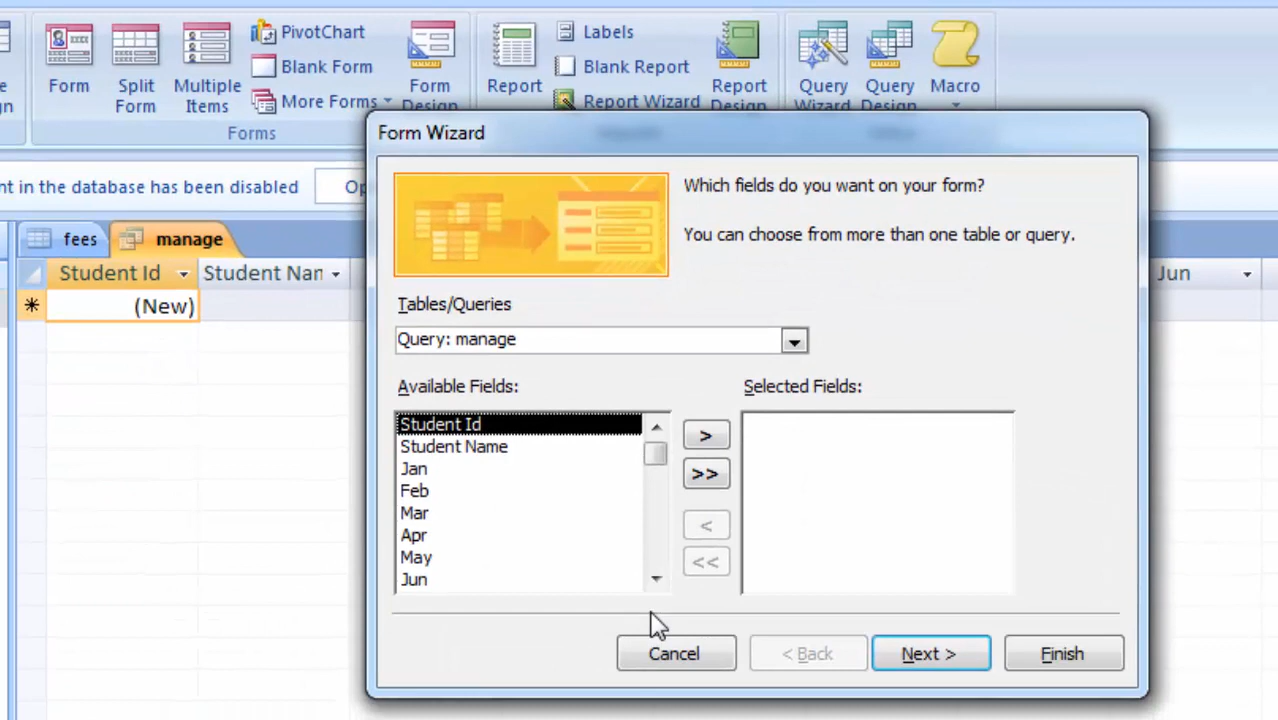 PivotChart
Labels
Blank Form
Blank Report
Form
Split
Form
Multiple
Items
More Forms
Form
Design
Report
Report Wizard
Report
Design
Query
Wizard
Query
Design
Macro
Forms
Form Wizard
nt in the database has been disabled
Which fields do you want on your form?
You can choose from more than one table or query.
fees
manage
Student Id
Student Nan
Jun
(New)
Tables/Queries
Query: manage
Available Fields:
Selected Fields:
Student Id
Student Name
Jan
Feb
Mar
Apr
May
Jun
>
>>
<
<<
Cancel
< Back
Next >
Finish